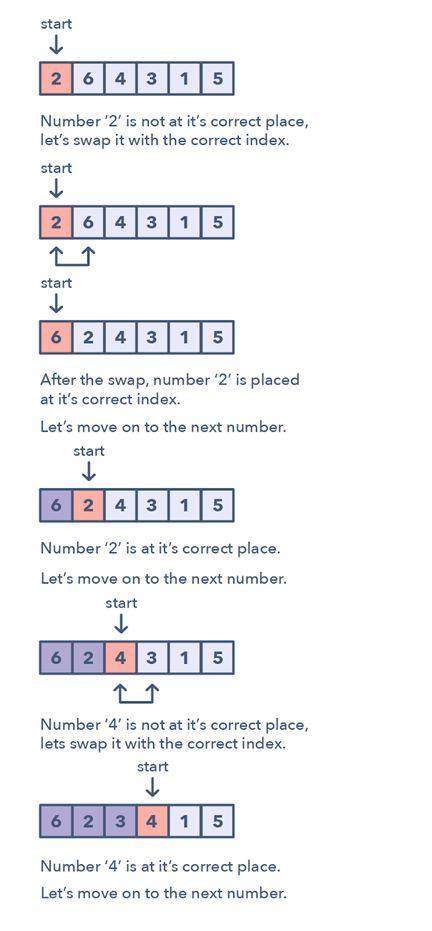 start
2 6 4 3 1 5
Number ‘2’ is not at it’s correct place,
let’s swap it with the correct index.
start
2 6 4 3 1 5
start
6 2 4 3 1 5
After the swap, number ‘2’ is placed
at it’s correct index.
Let’s move on to the next number.
start
6 2 4 3 1 5
Number ‘2’ is at it’s correct place.
Let’s move on to the next number.
start
6 2 4 3 1 5
Number ‘4’ is not at it’s correct place,
lets swap it with the correct index.
start
6 2 3 4 1 5
Number ‘4’ is at it’s correct place.
Let’s move on to the next number.